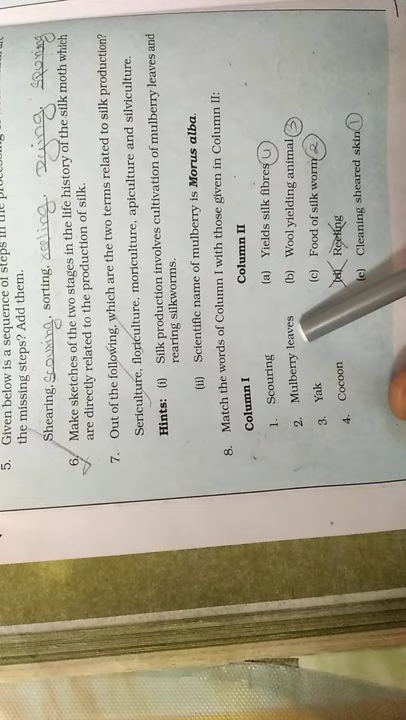 5. Given below is a sequence of steps in the processing of
the missing steps? Add them.
Shearing, Scouring, sorting, reeling. Dying, Spining
6. Make sketches of the two stages in the life history of the silk moth which
are directly related to the production of silk.
7. Out of the following, which are the two terms related to silk production?
Sericulture, floriculture, moriculture, apiculture and silviculture.
Hints: (i) Silk production involves cultivation of mulberry leaves and
rearing silkworms.
(ii) Scientific name of mulberry is Morus alba.
8. Match the words of Column I with those given in Column II:
Column I Column II
1. Scouring (a) Yields silk fibres 4
2. Mulberry leaves (b) Wool yielding animal 3
3. Yak (c) Food of silk worm 2
4. Cocoon (d) Reeling
(e) Cleaning sheared skin 1